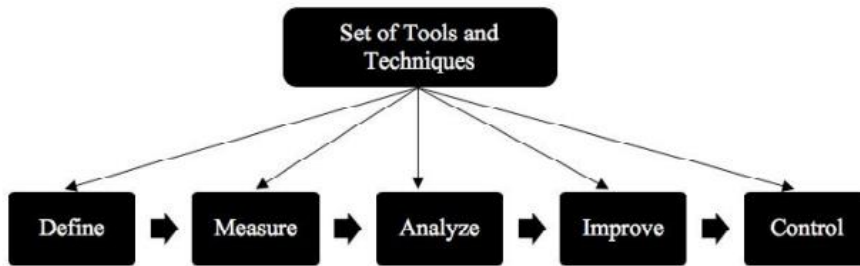 Set of Tools and
Techniques
Define
Measure
Analyze
Improve
Control